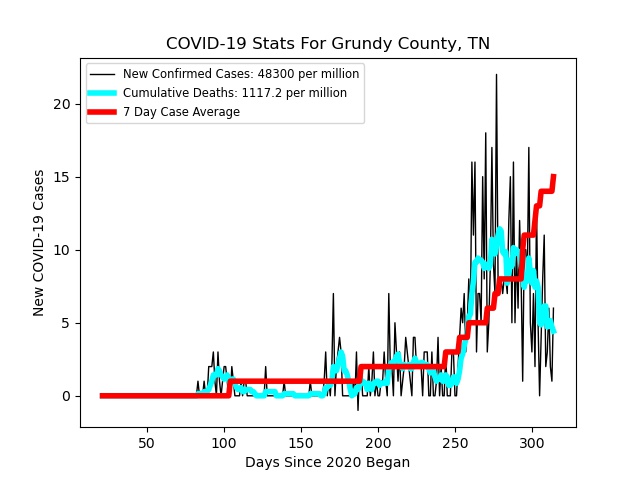 COVID-19 Stats For Grundy County, TN
New Confirmed Cases: 48300 per million
Cumulative Deaths: 1117.2 per million
7 Day Case Average
New COVID-19 Cases
20
15
10
5
0
50 100 150 200 250 300
Days Since 2020 Began